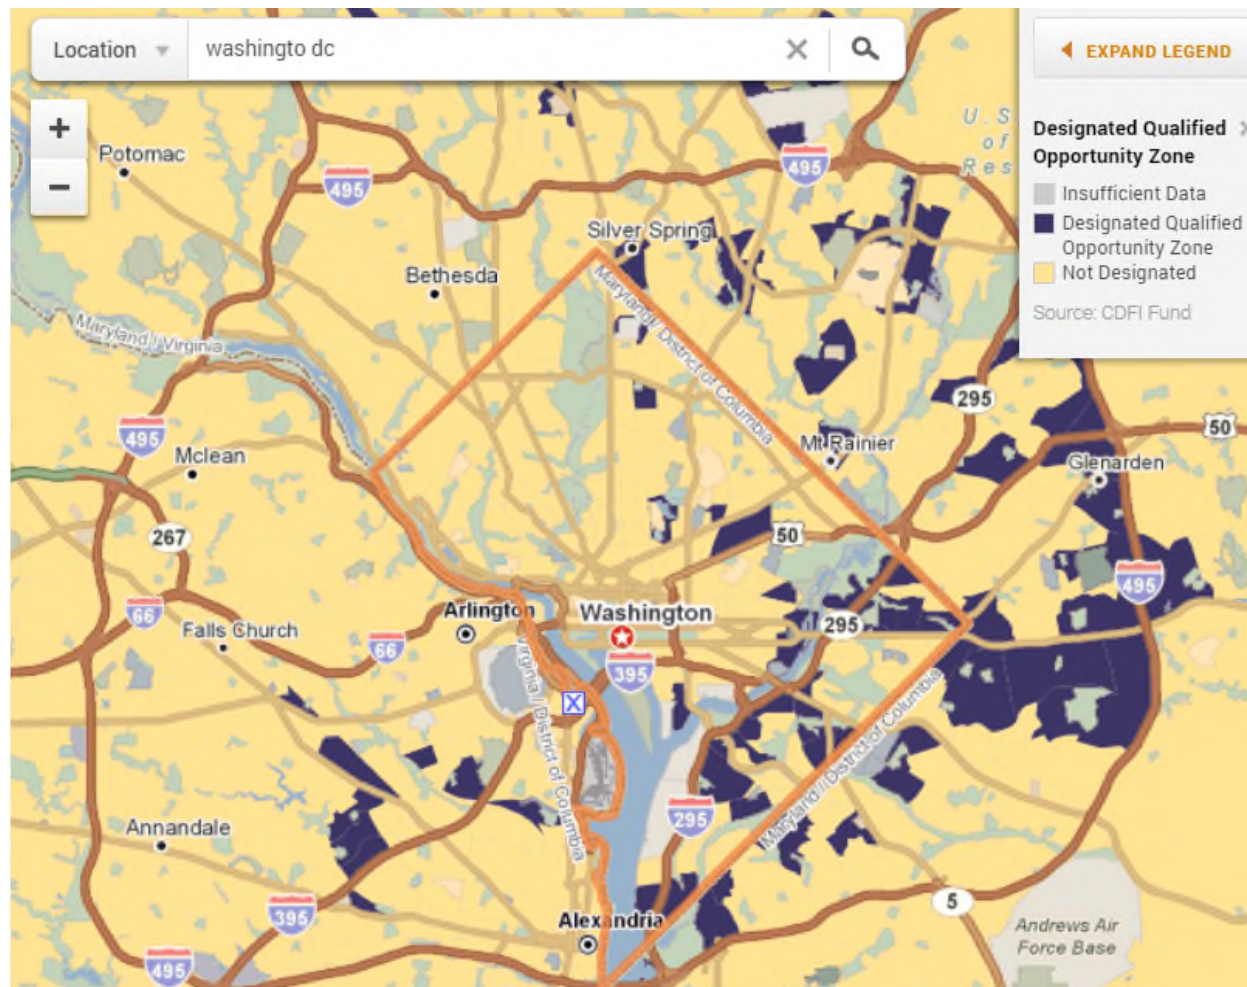 Location
washingto dc
EXPAND LEGEND
Designated Qualified
Opportunity Zone
Insufficient Data
Designated Qualified
Opportunity Zone
Not Designated
Source: CDFI Fund
+
−
U.S
of
Res
Potomac
495
495
Silver Spring
Bethesda
Maryland / District of Columbia
Maryland / Virginia
295
50
495
Mt Rainier
Mclean
Glenarden
267
50
495
66
Arlington
Washington
295
Falls Church
66
395
X
Virginia / District of Columbia
Maryland / District of Columbia
295
Annandale
395
5
Alexandria
Andrews Air
Force Base
495